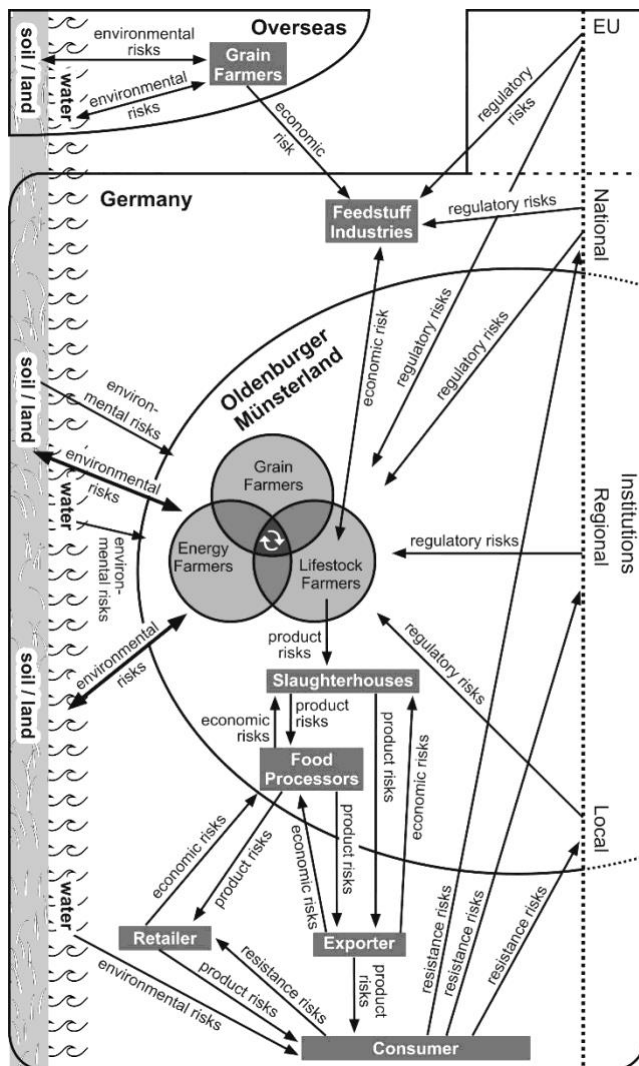 Overseas
EU
soil / land
environmental
risks
Grain
Farmers
water
environmental
risks
economic
risk
regulatory
risks
Germany
Feedstuff
Industries
regulatory risks
National
Oldenburger
Münsterland
economic risk
regulatory risks
regulatory risks
soil / land
environ-
mental risks
environmental
risks
water
environ-
mental risks
Grain
Farmers
Energy
Farmers
Lifestock
Farmers
regulatory risks
Regional
Institutions
product
risks
regulatory risks
soil / land
environmental
risks
Slaughterhouses
economic
risks
product
risks
product risks
economic risks
Food
Processors
Local
economic risks
product risks
economic risks
product risks
water
Retailer
Exporter
resistance risks
resistance risks
resistance risks
environmental risks
product risks
resistance risks
product
risks
Consumer